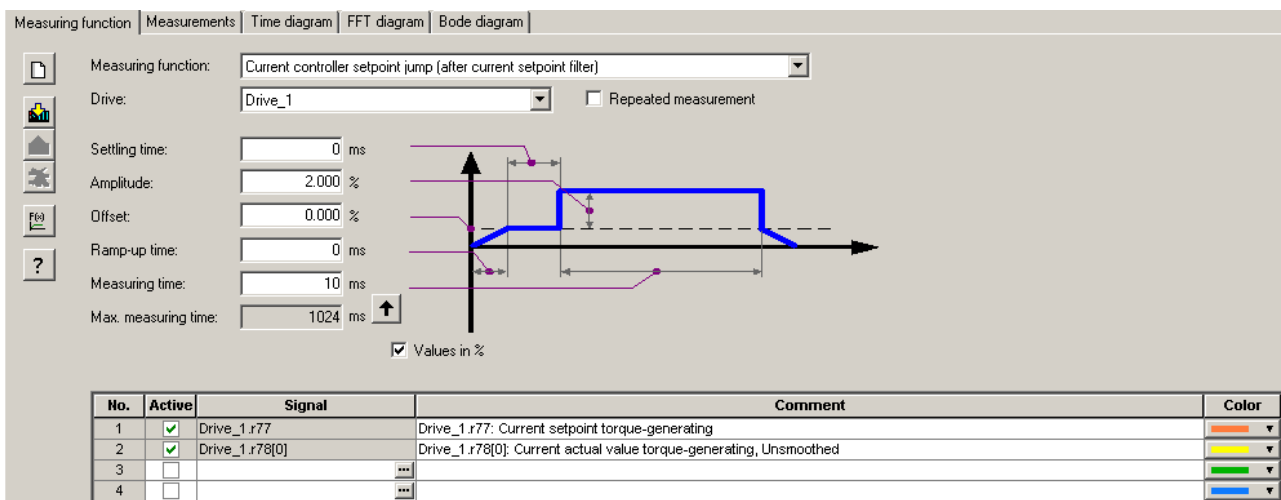 Measuring function Measurements Time diagram FFT diagram Bode diagram
Measuring function: Current controller setpoint jump (after current setpoint filter)
Drive: Drive_1 Repeated measurement
Settling time: 0 ms
Amplitude: 2.000 %
Offset: 0.000 %
Ramp-up time: 0 ms
?
Measuring time: 10 ms
Max. measuring time: 1024 ms
Values in %
No. Active Signal Comment Color
1 Drive_1.r77 Drive_1.r77: Current setpoint torque-generating
2 Drive_1.r78[0] Drive_1.r78[0]: Current actual value torque-generating, Unsmoothed
3 ...
4 ...